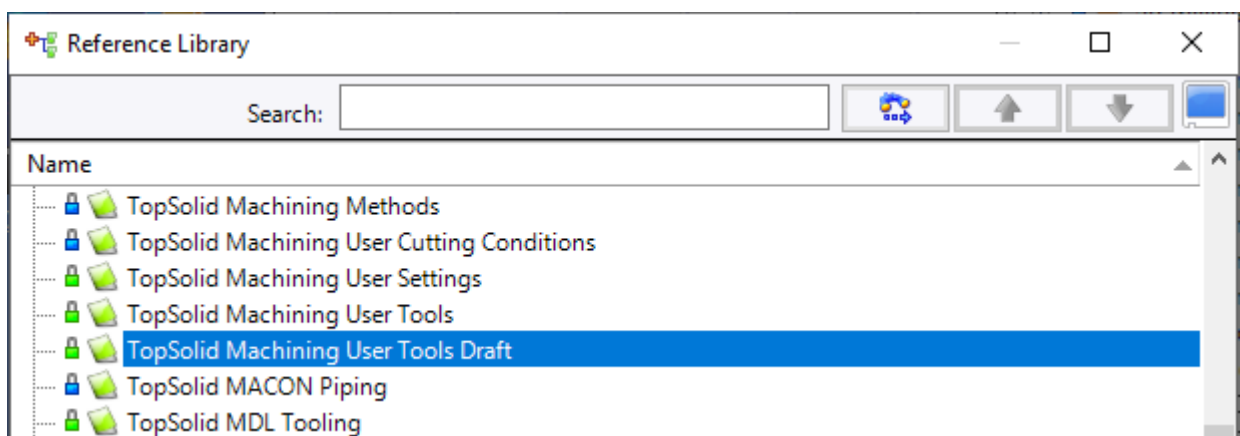 Reference Library
Search:
Name
TopSolid Machining Methods
TopSolid Machining User Cutting Conditions
TopSolid Machining User Settings
TopSolid Machining User Tools
TopSolid Machining User Tools Draft
TopSolid MACON Piping
TopSolid MDL Tooling